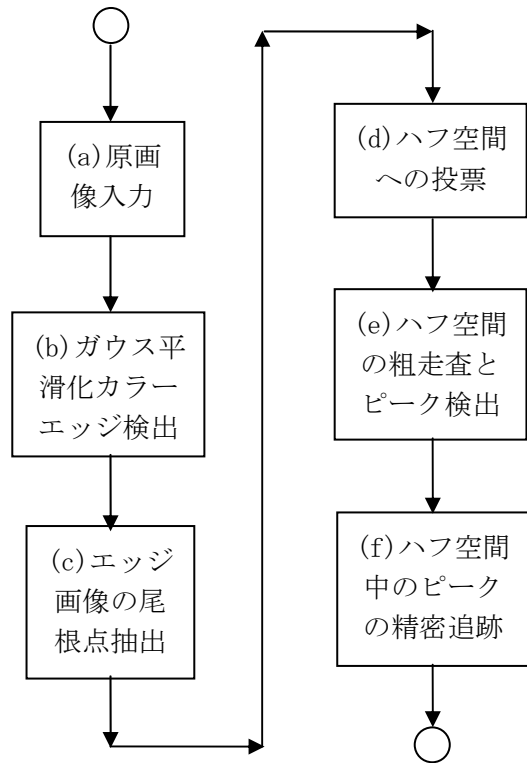 (a)原画
像入力
(b)ガウス平
滑化カラー
エッジ検出
(c)エッジ
画像の尾
根点抽出
(d)ハフ空間
への投票
(e)ハフ空間
の粗走査と
ピーク検出
(f)ハフ空間
中のピーク
の精密追跡